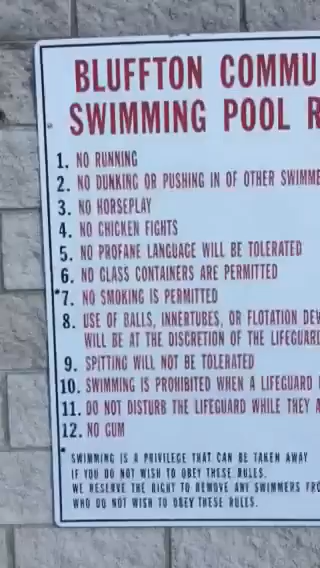 BLUFFTON COMMU
SWIMMING POOL R
1. NO RUNNING
2. NO DUNKING OR PUSHING IN OF OTHER SWIMME
3. NO HORSEPLAY
4. NO CHICKEN FIGHTS
5. NO PROFANE LANGUAGE WILL BE TOLERATED
6. NO GLASS CONTAINERS ARE PERMITTED
*7. NO SMOKING IS PERMITTED
8. USE OF BALLS, INNERTUBES, OR FLOTATION DEV
WILL BE AT THE DISCRETION OF THE LIFEGUARD
9. SPITTING WILL NOT BE TOLERATED
10. SWIMMING IS PROHIBITED WHEN A LIFEGUARD
11. DO NOT DISTURB THE LIFEGUARD WHILE THEY A
12. NO GUM
SWIMMING IS A PRIVILEGE THAT CAN BE TAKEN AWAY
IF YOU DO NOT WISH TO OBEY THESE RULES.
WE RESERVE THE RIGHT TO REMOVE ANY SWIMMERS FRO
WHO DO NOT WISH TO OBEY THESE RULES.